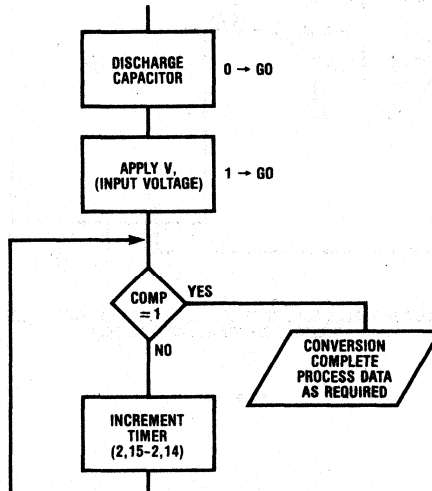 DISCHARGE
CAPACITOR
0 → GO
APPLY V,
(INPUT VOLTAGE)
1 → GO
COMP
= 1
YES
NO
CONVERSION
COMPLETE
PROCESS DATA
AS REQUIRED
INCREMENT
TIMER
(2,15–2,14)